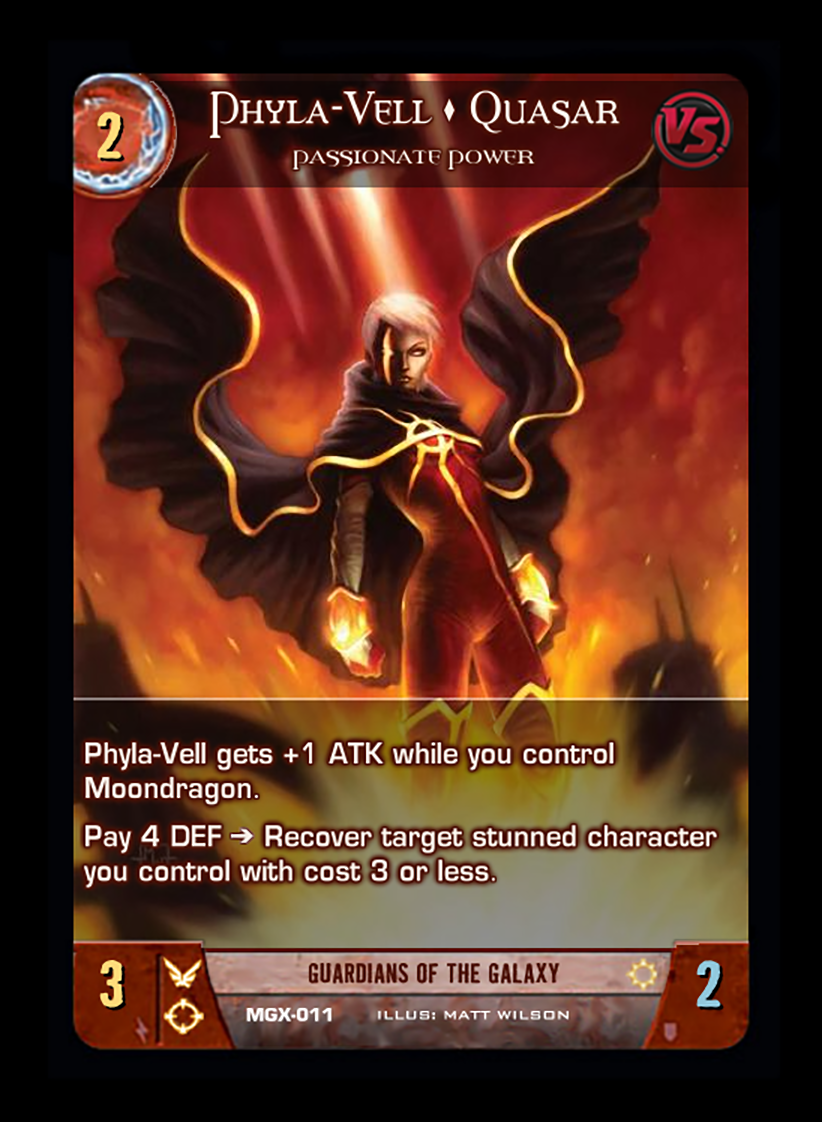 2
Phyla-Vell ♦ Quasar
VS.
Passionate Power
Phyla-Vell gets +1 ATK while you control
Moondragon.
Pay 4 DEF → Recover target stunned character
you control with cost 3 or less.
3
GUARDIANS OF THE GALAXY
2
MGX-011 ILLUS: MATT WILSON